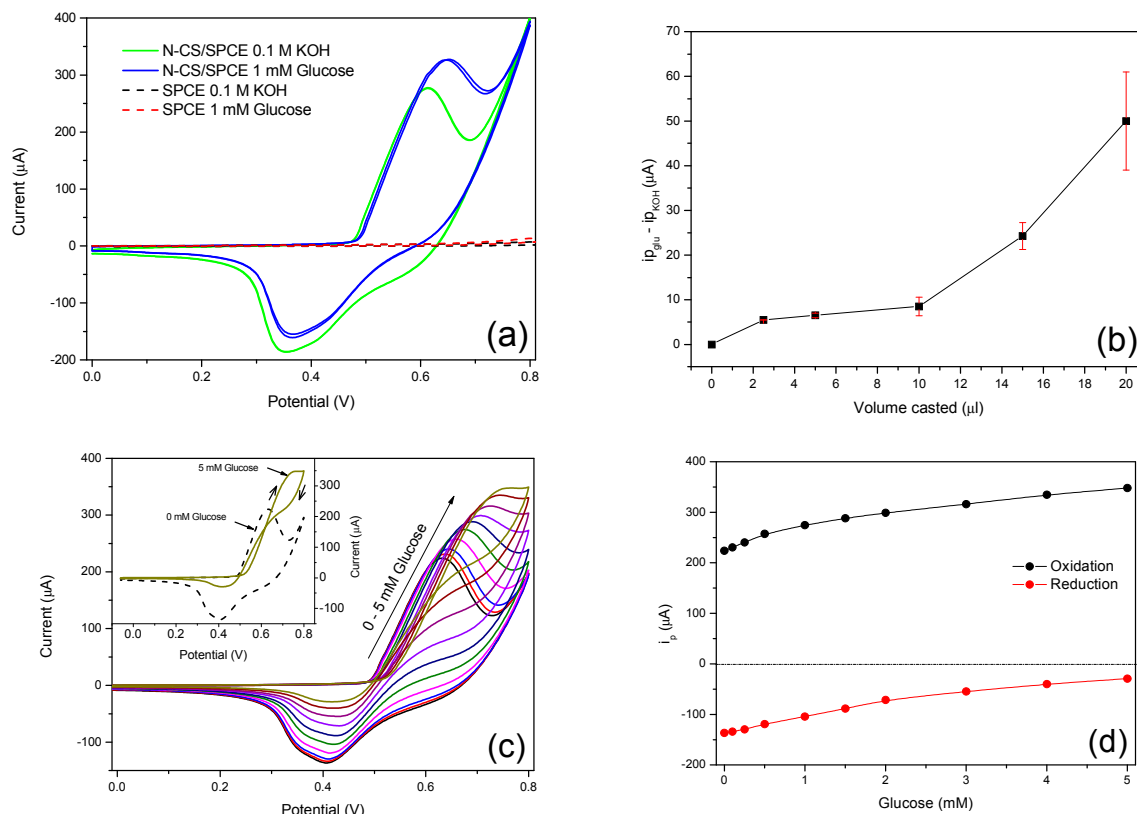 400
300
200
100
0
-100
-200
Current (µA)
N-CS/SPCE 0.1 M KOH
N-CS/SPCE 1 mM Glucose
SPCE 0.1 M KOH
SPCE 1 mM Glucose
(a)
0.0 0.2 0.4 0.6 0.8
Potential (V)
60
50
40
30
20
10
0
ip_glu - ip_KOH (µA)
(b)
0 2 4 6 8 10 12 14 16 18 20
Volume casted (µl)
400
300
200
100
0
-100
Current (µA)
5 mM Glucose
0 mM Glucose
300
200
100
0
-100
Current (µA)
0.0 0.2 0.4 0.6 0.8
Potential (V)
0 - 5 mM Glucose
(c)
0.0 0.2 0.4 0.6 0.8
Potential (V)
400
300
200
100
0
-100
-200
i_p (µA)
Oxidation
Reduction
(d)
0 1 2 3 4 5
Glucose (mM)